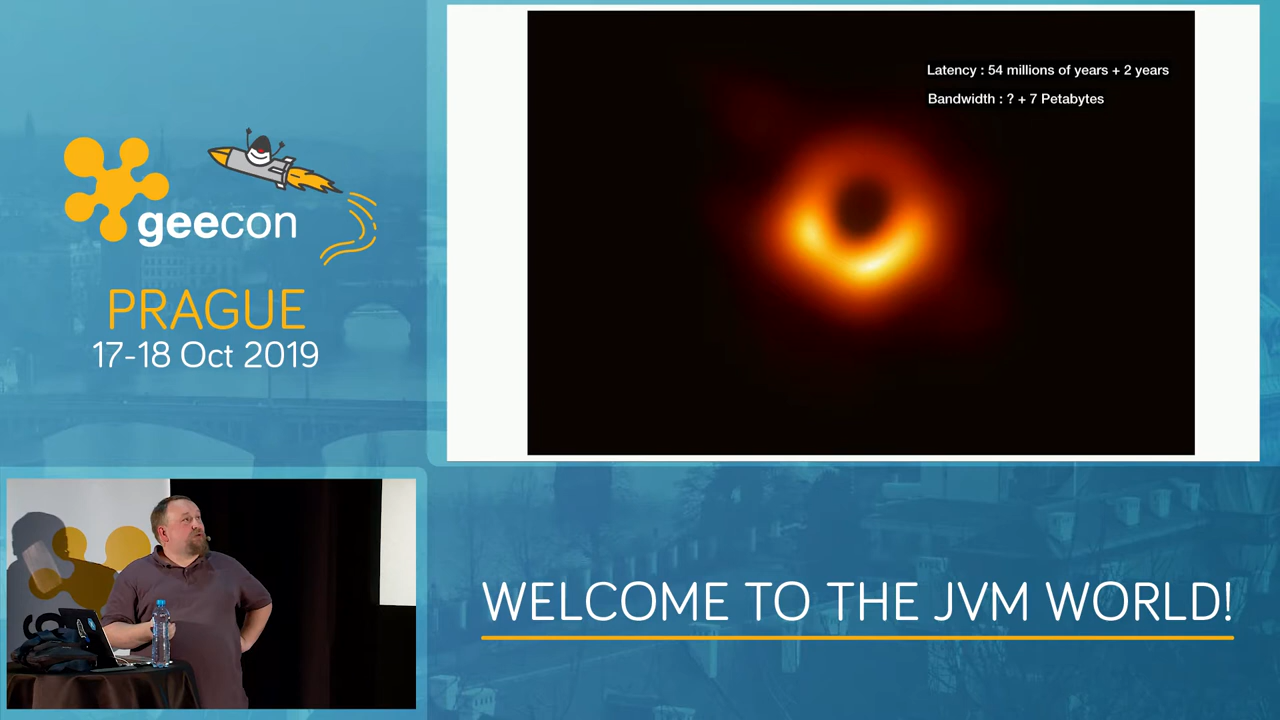 geecon
PRAGUE
17-18 Oct 2019
Latency : 54 millions of years + 2 years
Bandwidth : ? + 7 Petabytes
WELCOME TO THE JVM WORLD!